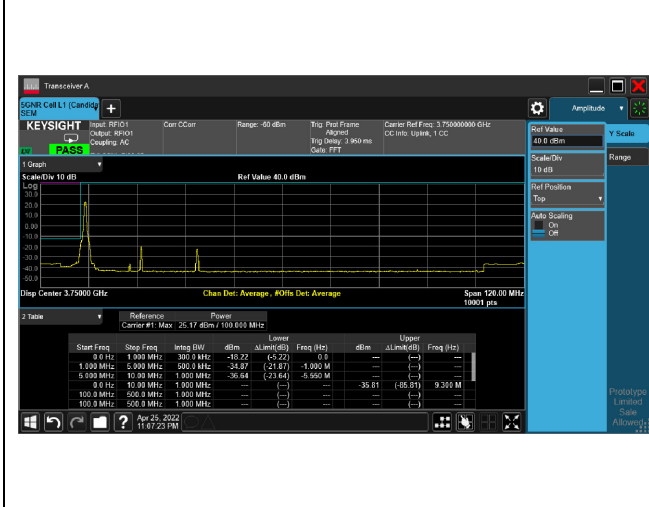 Transceiver A
5GNR Cell L1 (Candida
SEM
+
KEYSIGHT
Input: RFIO1
Output: RFIO1
Coupling: AC
Corr CCorr
Range: -60 dBm
Trig: Prot Frame
Aligned
Trig Delay: 3.950 ms
Gate: FFT
Carrier Ref Freq: 3.750000000 GHz
CC Info: Uplink, 1 CC
PASS
1 Graph
Scale/Div 10 dB
Ref Value 40.0 dBm
Log
30.0
20.0
10.0
0.00
-10.0
-20.0
-30.0
-40.0
-50.0
Disp Center 3.75000 GHz
Chan Det: Average , #Offs Det: Average
Span 120.00 MHz
10001 pts
2 Table
Reference Power
Carrier #1: Max 25.17 dBm / 100.000 MHz
Lower Upper
Start Freq Stop Freq Integ BW dBm ΔLimit(dB) Freq (Hz) dBm ΔLimit(dB) Freq (Hz)
0.0 Hz 1.000 MHz 300.0 kHz -18.22 (-5.22) 0.0 --- (---)
1.000 MHz 5.000 MHz 500.0 kHz -34.87 (-21.87) -1.000 M --- (---)
5.000 MHz 10.00 MHz 1.000 MHz -36.64 (-23.64) -5.550 M --- (---)
0.0 Hz 10.00 MHz 1.000 MHz --- (---) -35.81 (-85.81) 9.300 M
100.0 MHz 500.0 MHz 1.000 MHz --- (---) --- (---)
100.0 MHz 500.0 MHz 1.000 MHz --- (---) --- (---)
Apr 25, 2022
11:07:23 PM
?
Amplitude
Ref Value
40.0 dBm
Scale/Div
10 dB
Ref Position
Top
Auto Scaling
On
Off
Y Scale
Range
Prototype
Limited
Sale
Allowed